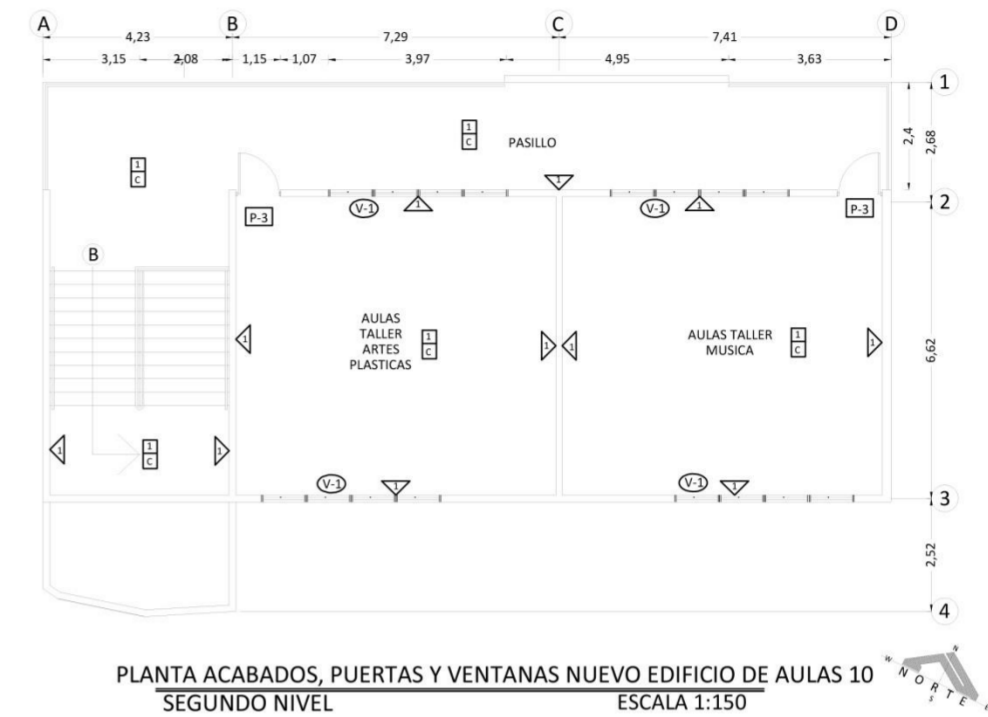 A B C D
4,23 7,29 7,41
3,15 2,08 1,15 1,07 3,97 4,95 3,63
1
2,4 2,68
1
C
PASILLO
1
C
1
2
V-1 1 V-1 1
P-3 P-3
B
AULAS
TALLER
ARTES
PLASTICAS
1
C
AULAS TALLER
MUSICA
1
C
1 1 1 1
6,62
1 1
C
1
V-1 1 V-1 1
3
2,52
4
PLANTA ACABADOS, PUERTAS Y VENTANAS NUEVO EDIFICIO DE AULAS 10
SEGUNDO NIVEL ESCALA 1:150
N
W
NORTE
S
E